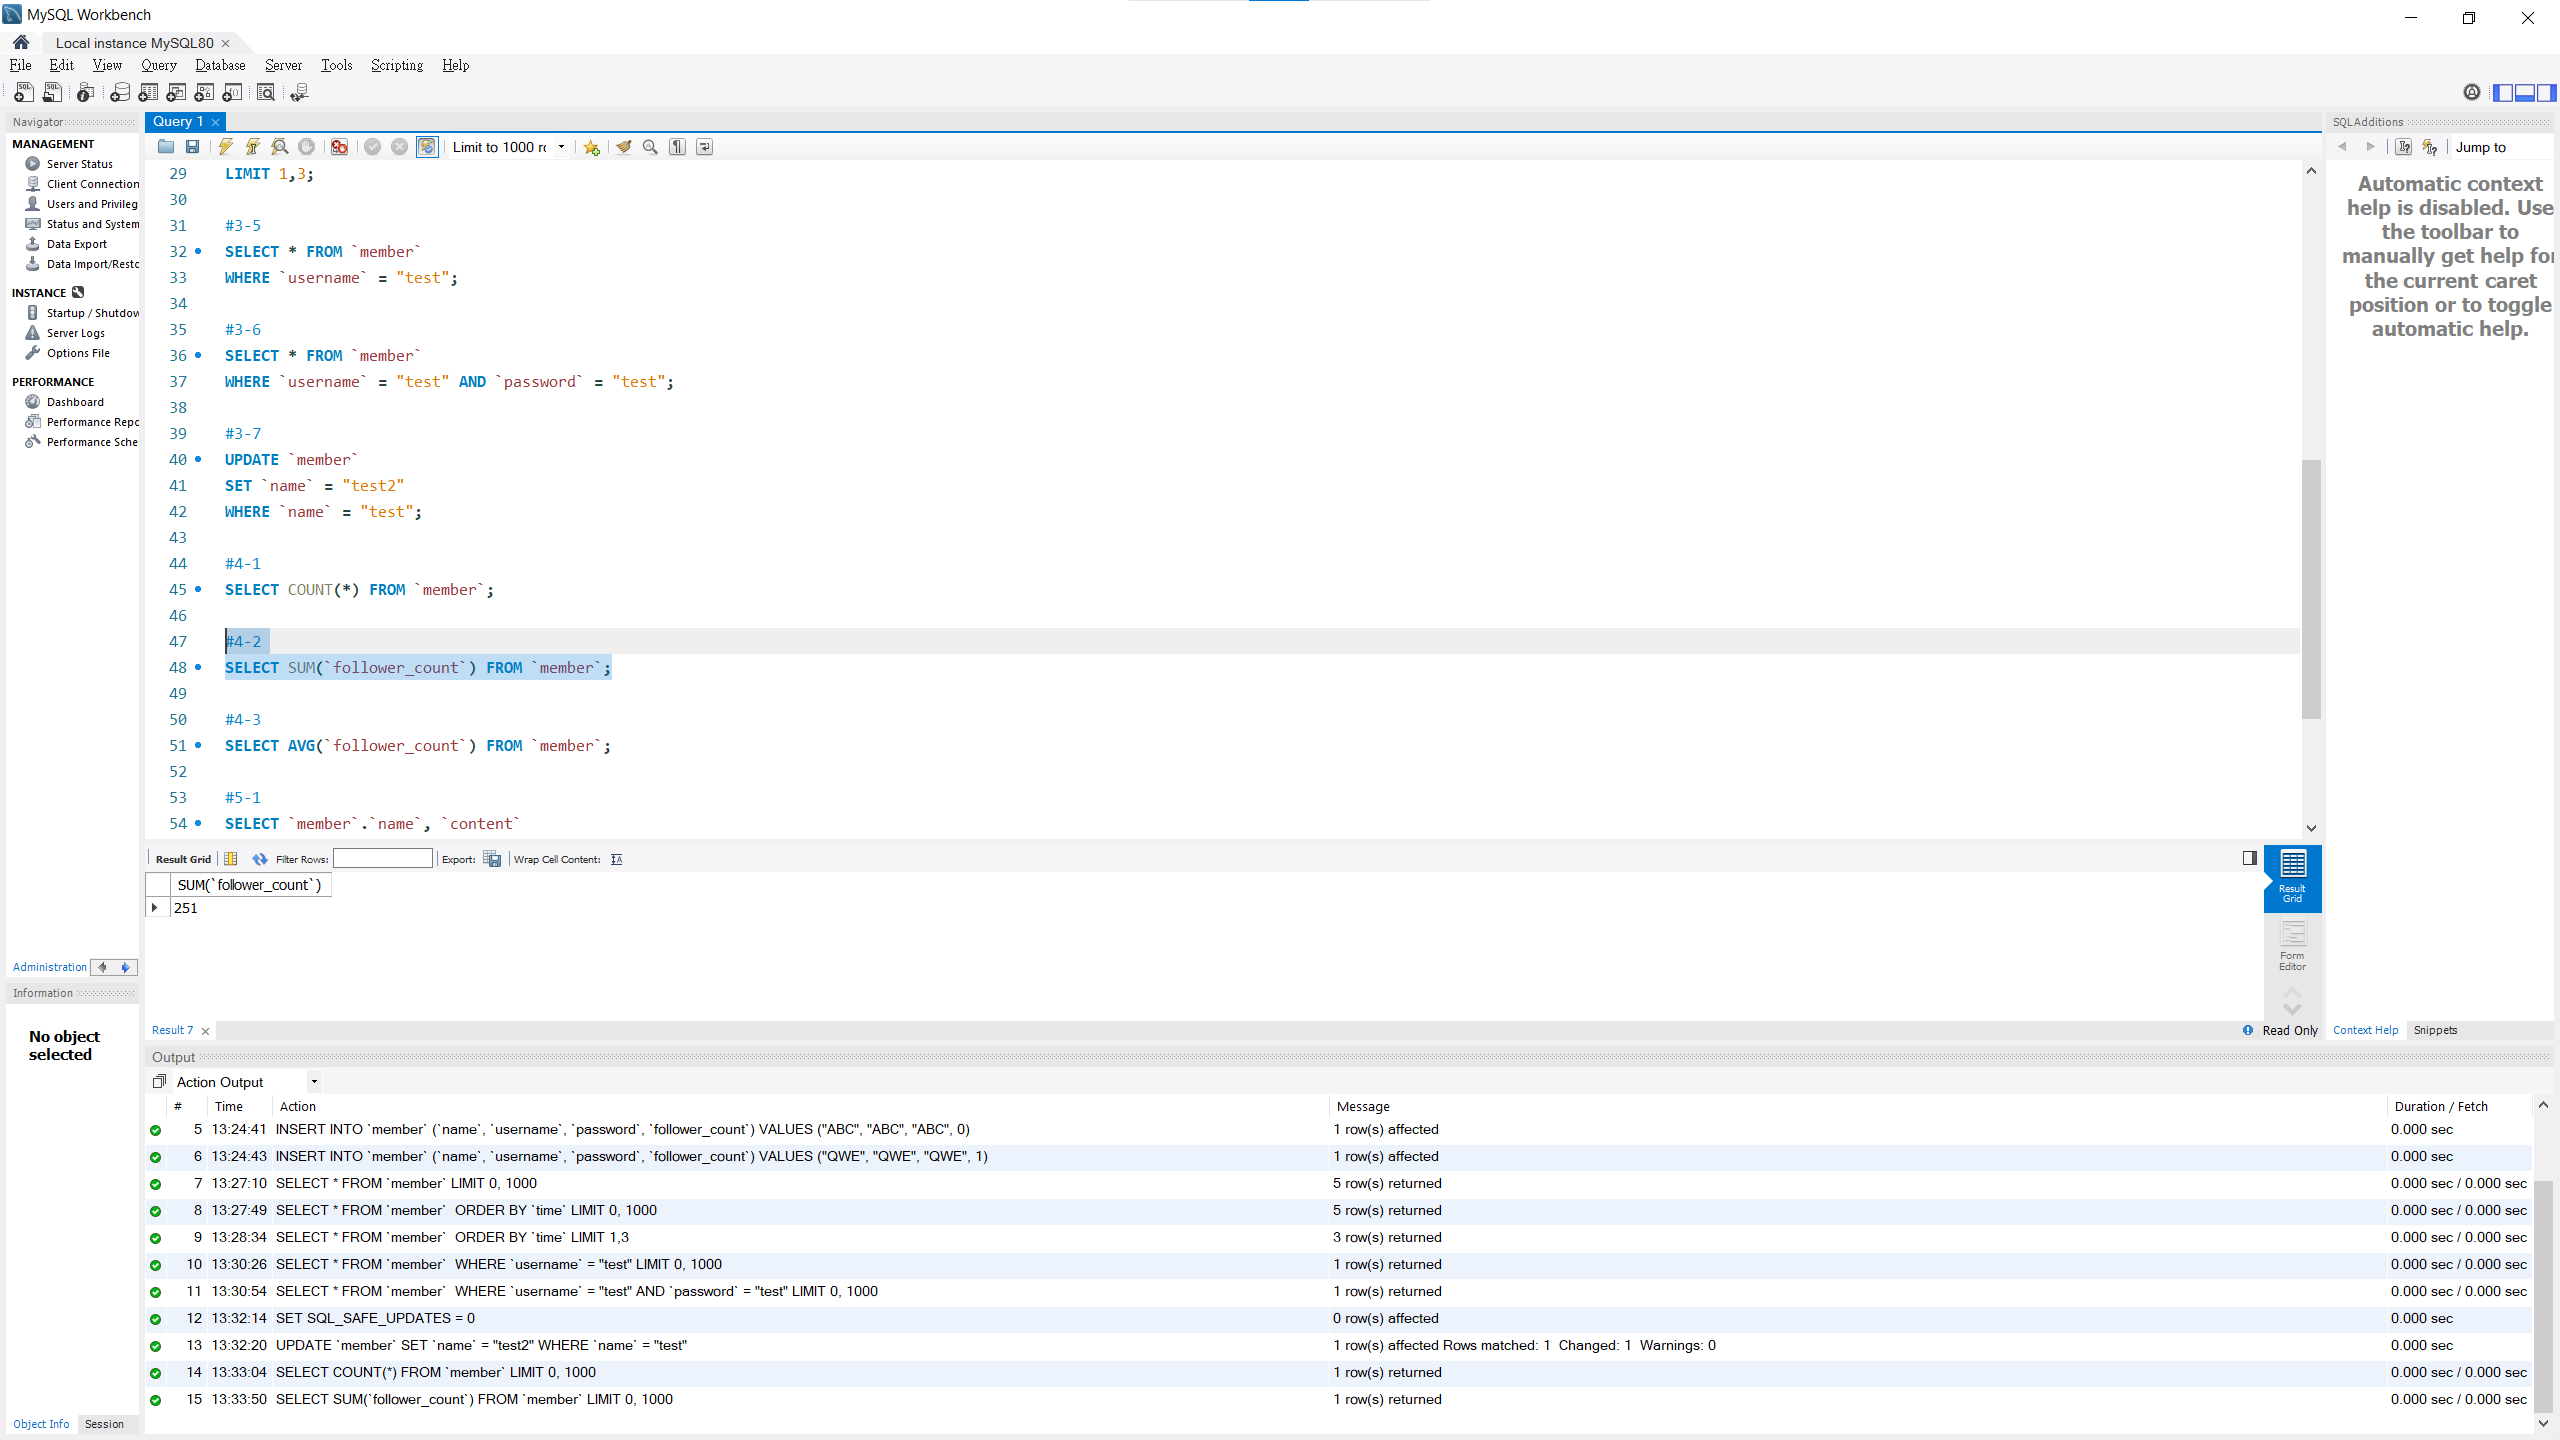 MySQL Workbench
Local instance MySQL80
File Edit View Query Database Server Tools Scripting Help
Navigator
MANAGEMENT
Server Status
Client Connection
Users and Privileg
Status and System
Data Export
Data Import/Resto
INSTANCE
Startup / Shutdow
Server Logs
Options File
PERFORMANCE
Dashboard
Performance Repo
Performance Sche
Administration
Information
No object
selected
Object Info Session
Query 1
Limit to 1000 ro
29 LIMIT 1,3;
30
31 #3-5
32 SELECT * FROM `member`
33 WHERE `username` = "test";
34
35 #3-6
36 SELECT * FROM `member`
37 WHERE `username` = "test" AND `password` = "test";
38
39 #3-7
40 UPDATE `member`
41 SET `name` = "test2"
42 WHERE `name` = "test";
43
44 #4-1
45 SELECT COUNT(*) FROM `member`;
46
47 #4-2
48 SELECT SUM(`follower_count`) FROM `member`;
49
50 #4-3
51 SELECT AVG(`follower_count`) FROM `member`;
52
53 #5-1
54 SELECT `member`.`name`, `content`
Result Grid Filter Rows: Export: Wrap Cell Content:
SUM(`follower_count`)
251
Result
Grid
Form
Editor
Result 7
Read Only
SQLAdditions
Jump to
Automatic context
help is disabled. Use
the toolbar to
manually get help for
the current caret
position or to toggle
automatic help.
Context Help Snippets
Output
Action Output
# Time Action Message Duration / Fetch
5 13:24:41 INSERT INTO `member` (`name`, `username`, `password`, `follower_count`) VALUES ("ABC", "ABC", "ABC", 0) 1 row(s) affected 0.000 sec
6 13:24:43 INSERT INTO `member` (`name`, `username`, `password`, `follower_count`) VALUES ("QWE", "QWE", "QWE", 1) 1 row(s) affected 0.000 sec
7 13:27:10 SELECT * FROM `member` LIMIT 0, 1000 5 row(s) returned 0.000 sec / 0.000 sec
8 13:27:49 SELECT * FROM `member`  ORDER BY `time` LIMIT 0, 1000 5 row(s) returned 0.000 sec / 0.000 sec
9 13:28:34 SELECT * FROM `member`  ORDER BY `time` LIMIT 1,3 3 row(s) returned 0.000 sec / 0.000 sec
10 13:30:26 SELECT * FROM `member`  WHERE `username` = "test" LIMIT 0, 1000 1 row(s) returned 0.000 sec / 0.000 sec
11 13:30:54 SELECT * FROM `member`  WHERE `username` = "test" AND `password` = "test" LIMIT 0, 1000 1 row(s) returned 0.000 sec / 0.000 sec
12 13:32:14 SET SQL_SAFE_UPDATES = 0 0 row(s) affected 0.000 sec
13 13:32:20 UPDATE `member` SET `name` = "test2" WHERE `name` = "test" 1 row(s) affected Rows matched: 1  Changed: 1  Warnings: 0 0.000 sec
14 13:33:04 SELECT COUNT(*) FROM `member` LIMIT 0, 1000 1 row(s) returned 0.000 sec / 0.000 sec
15 13:33:50 SELECT SUM(`follower_count`) FROM `member` LIMIT 0, 1000 1 row(s) returned 0.000 sec / 0.000 sec